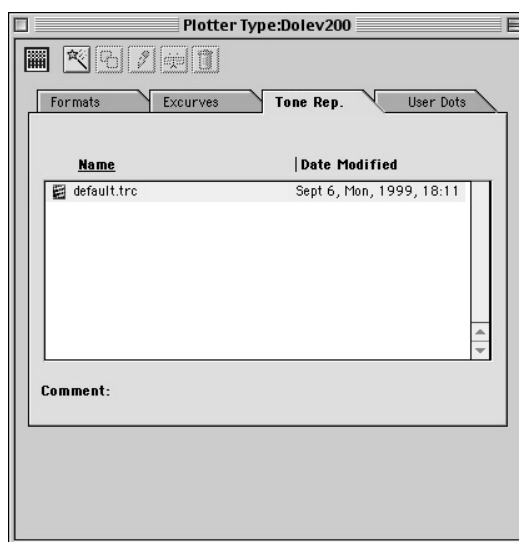 Plotter Type:Dolev200
Formats Excurves Tone Rep. User Dots
Name Date Modified
default.trc Sept 6, Mon, 1999, 18:11
Comment: